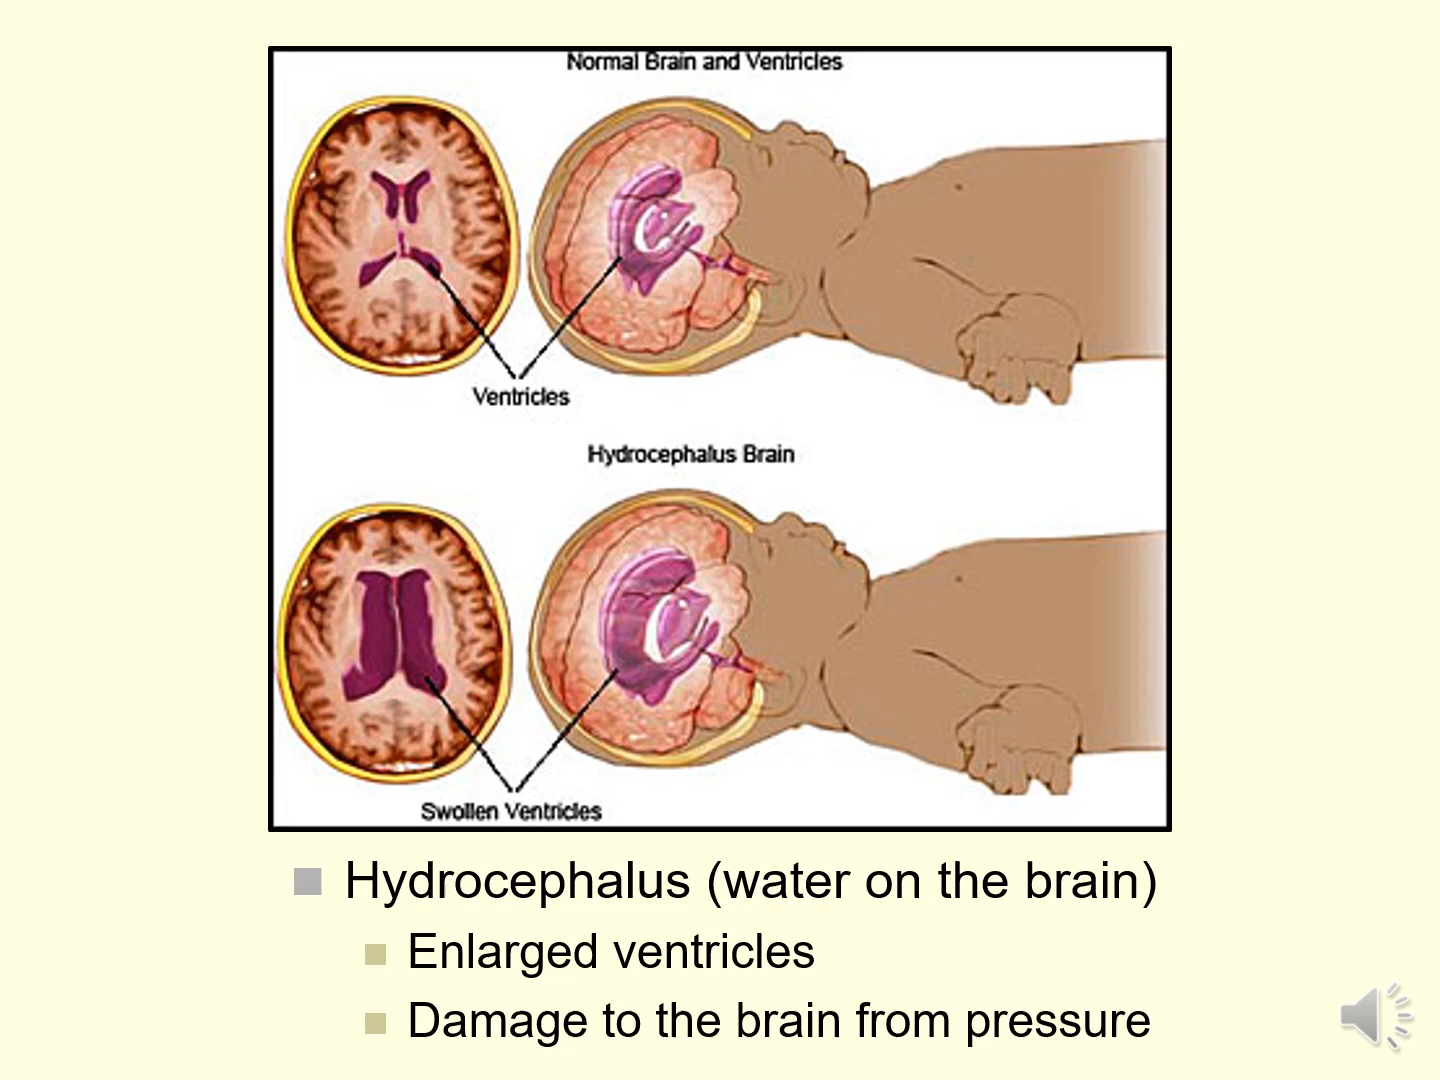 Normal Brain and Ventricles
Ventricles
Hydrocephalus Brain
Swollen Ventricles
Hydrocephalus (water on the brain)
Enlarged ventricles
Damage to the brain from pressure